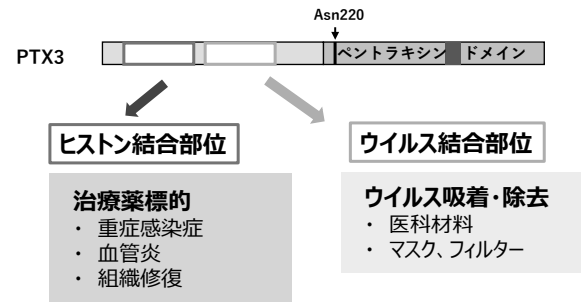 Asn220
PTX3
ペントラキシン ドメイン
ヒストン結合部位
ウイルス結合部位
治療薬標的
・ 重症感染症
・ 血管炎
・ 組織修復
ウイルス吸着・除去
・ 医科材料
・ マスク、フィルター